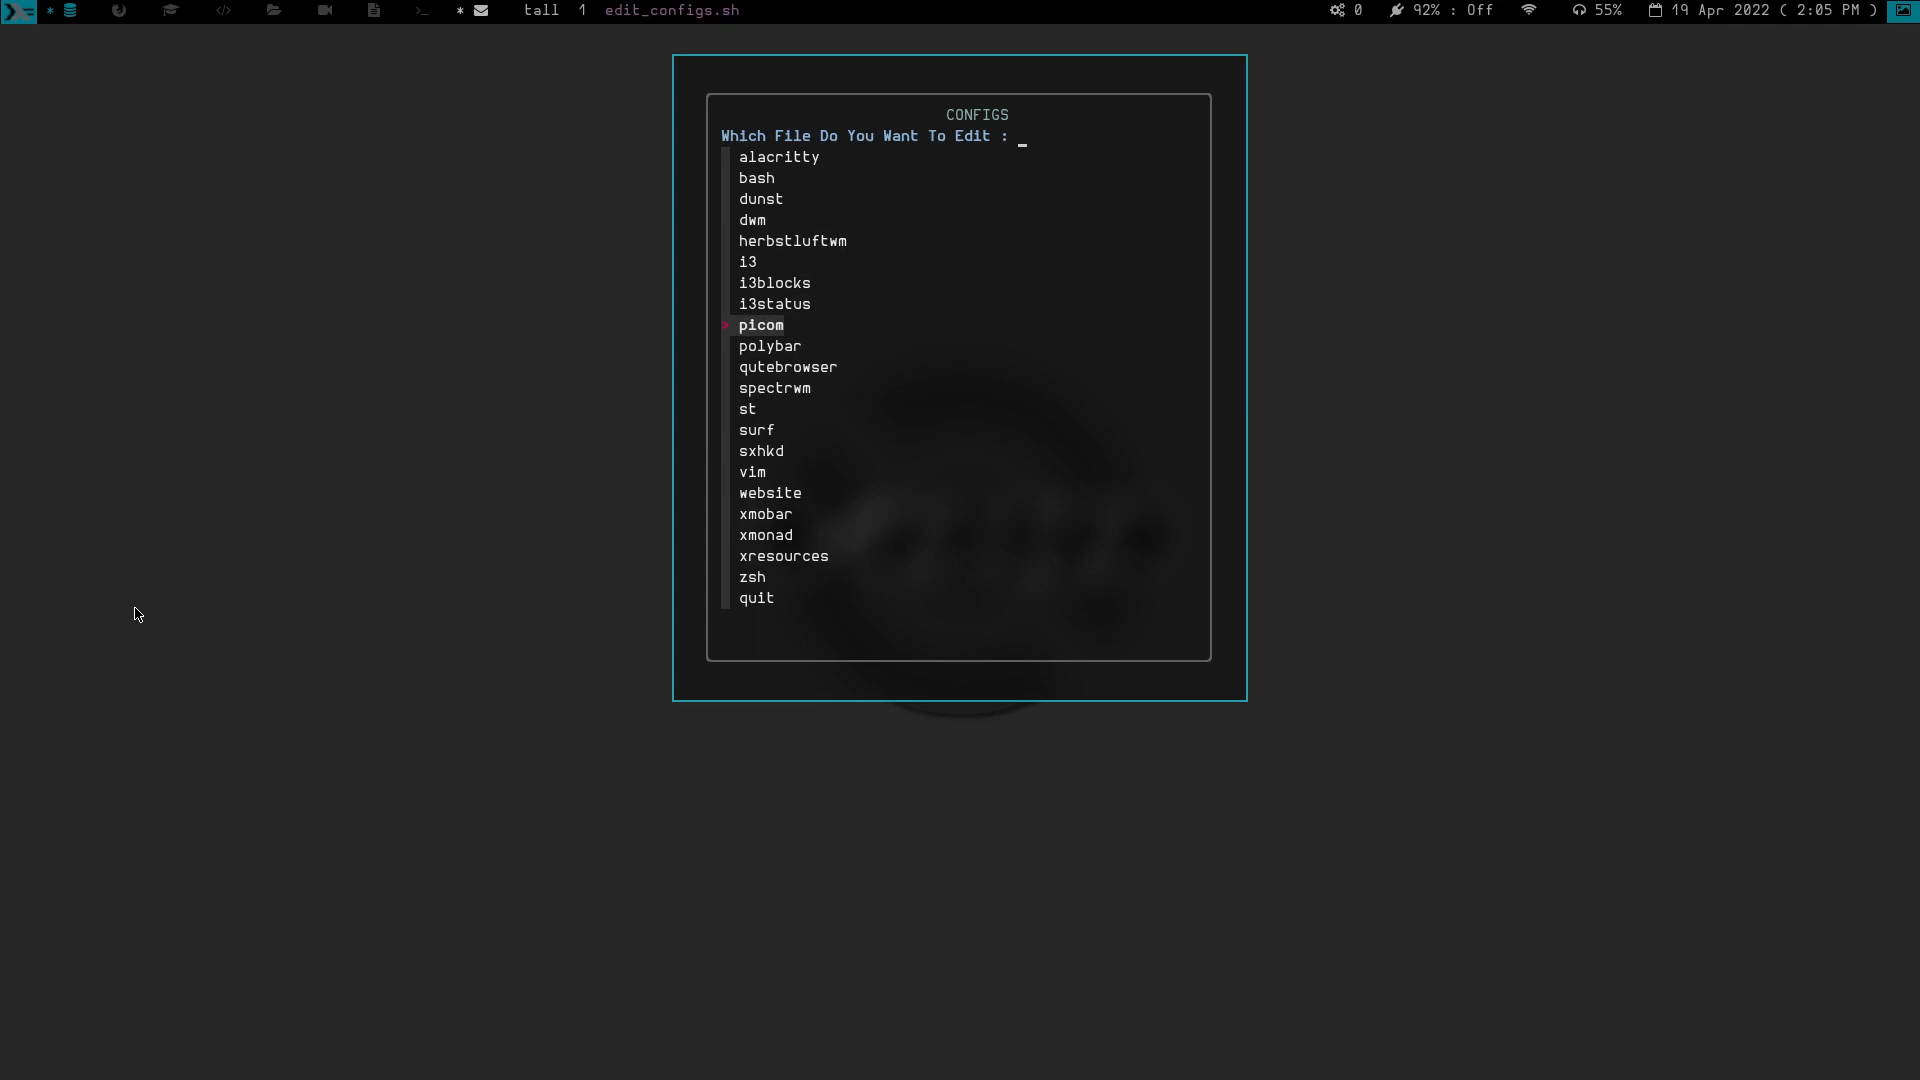 * * tall 1 edit_configs.sh 0 92% : Off 55% 19 Apr 2022 ( 2:05 PM )
CONFIGS
Which File Do You Want To Edit : _
alacritty
bash
dunst
dwm
herbstluftwm
i3
i3blocks
i3status
> picom
polybar
qutebrowser
spectrwm
st
surf
sxhkd
vim
website
xmobar
xmonad
xresources
zsh
quit